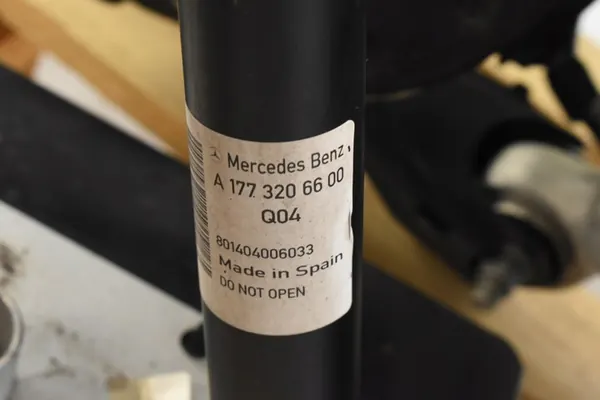 Mercedes Benz
A 177 320 66 00
Q04
801404006033
Made in Spain
DO NOT OPEN